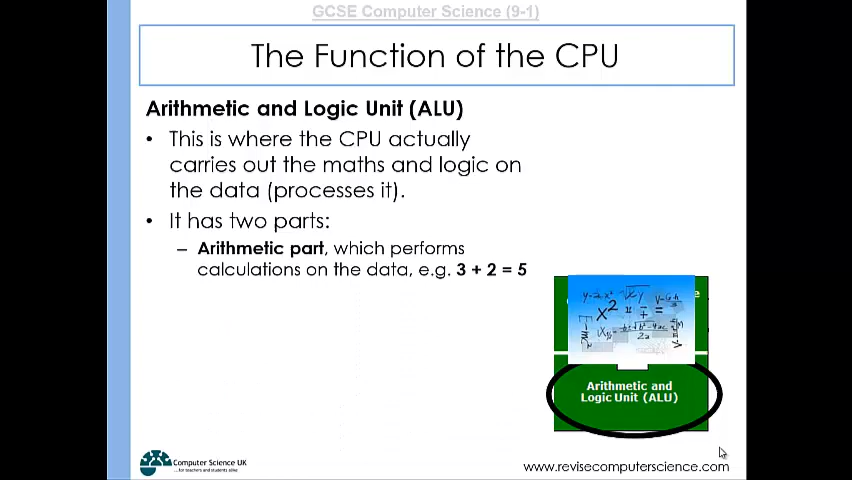 GCSE Computer Science (9-1)
The Function of the CPU
Arithmetic and Logic Unit (ALU)
• This is where the CPU actually
carries out the maths and logic on
the data (processes it).
• It has two parts:
– Arithmetic part, which performs
calculations on the data, e.g. 3 + 2 = 5
Arithmetic and
Logic Unit (ALU)
Computer Science UK
...for teachers and students alike
www.revisecomputerscience.com